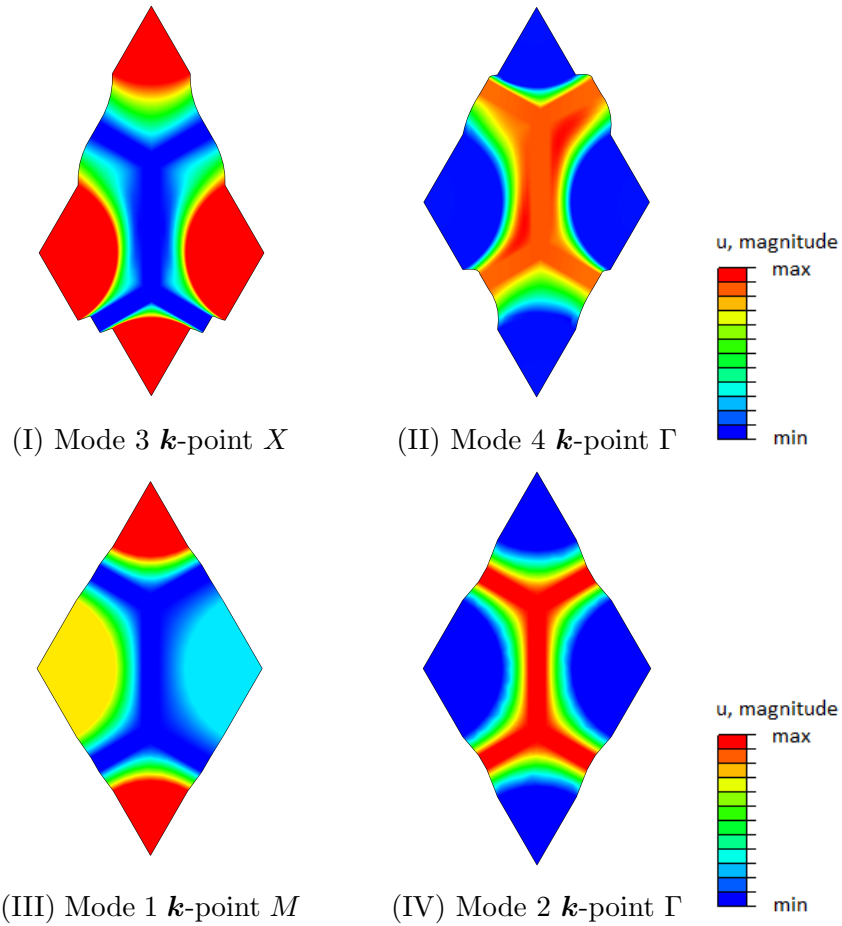 u, magnitude
max
min
(I) Mode 3 k-point X
(II) Mode 4 k-point Γ
u, magnitude
max
min
(III) Mode 1 k-point M
(IV) Mode 2 k-point Γ